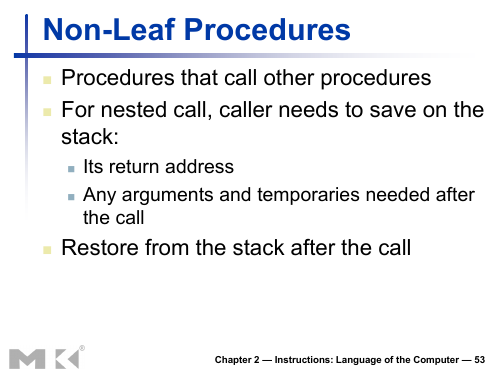 Non-Leaf Procedures
Procedures that call other procedures
For nested call, caller needs to save on the
stack:
Its return address
Any arguments and temporaries needed after
the call
Restore from the stack after the call
MK®
Chapter 2 — Instructions: Language of the Computer — 53